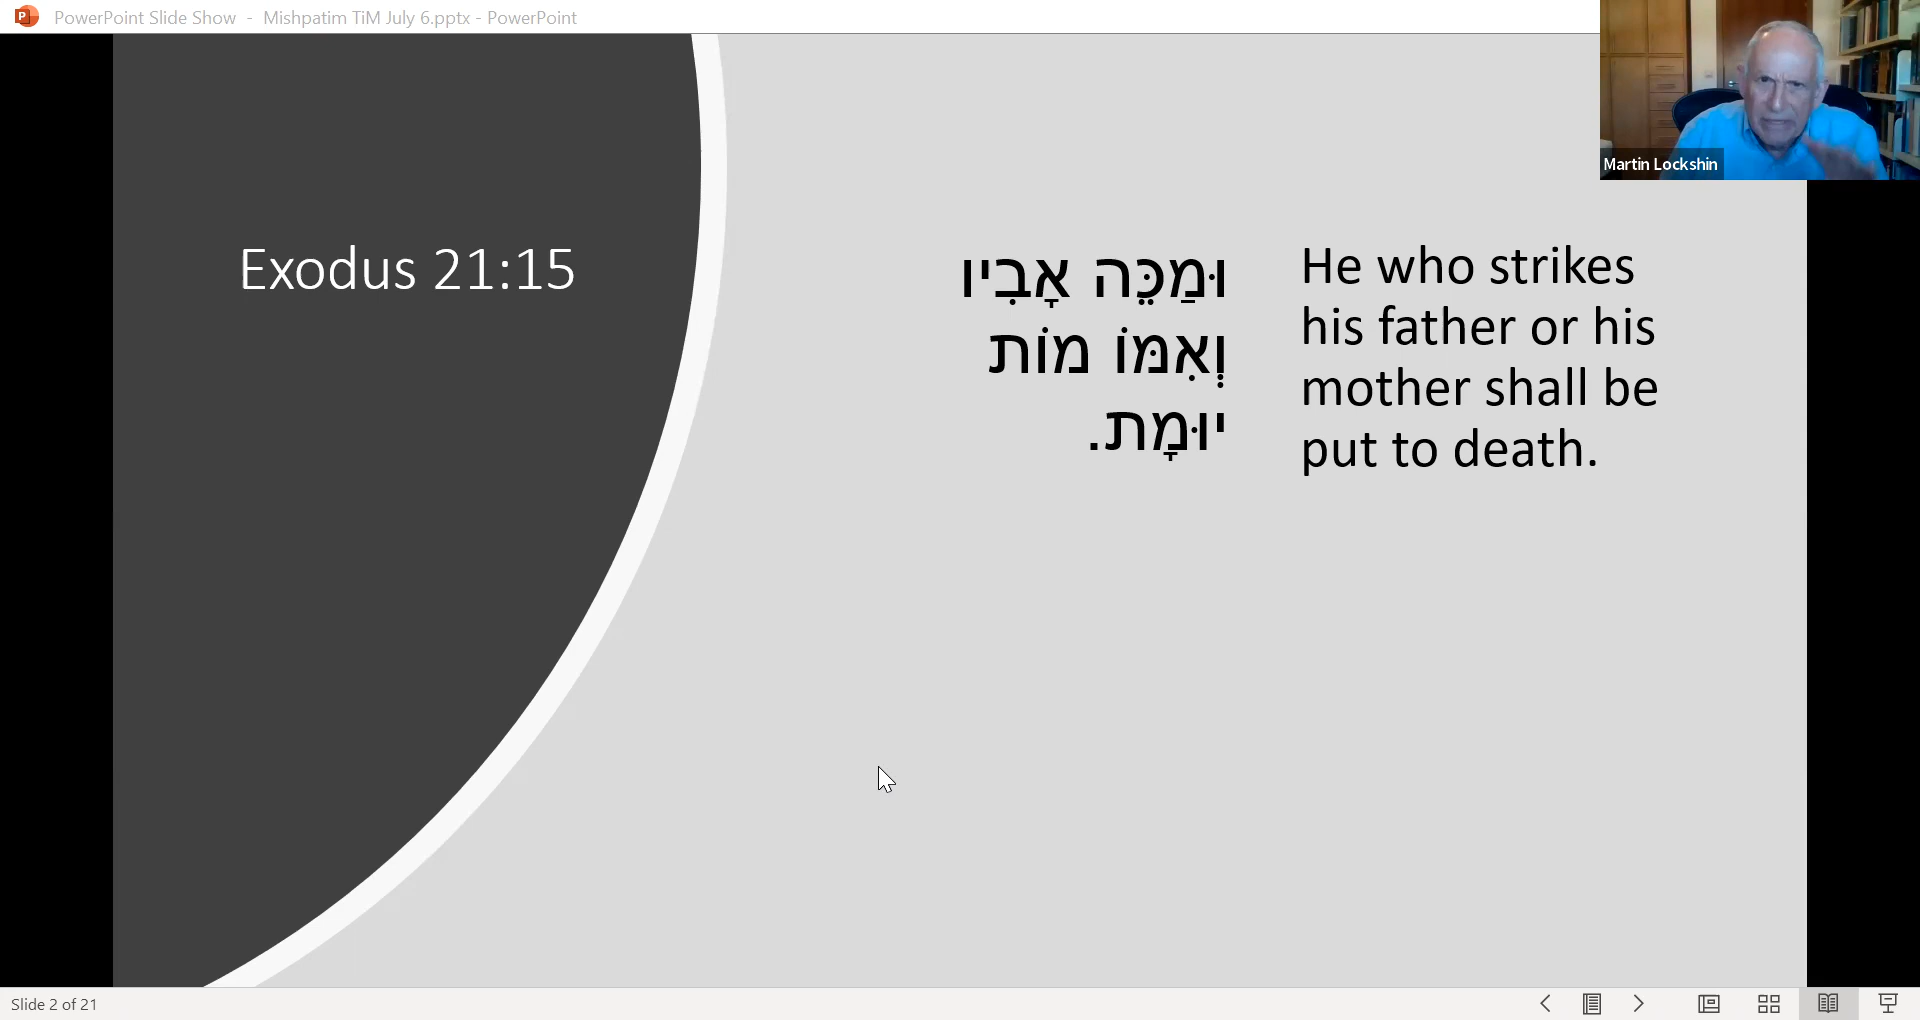 PowerPoint Slide Show - Mishpatim TiM July 6.pptx - PowerPoint
Martin Lockshin
Exodus 21:15
וּמַכֵּה אָבִיו
וְאִמּוֹ מוֹת
יוּמָת.
He who strikes
his father or his
mother shall be
put to death.
Slide 2 of 21